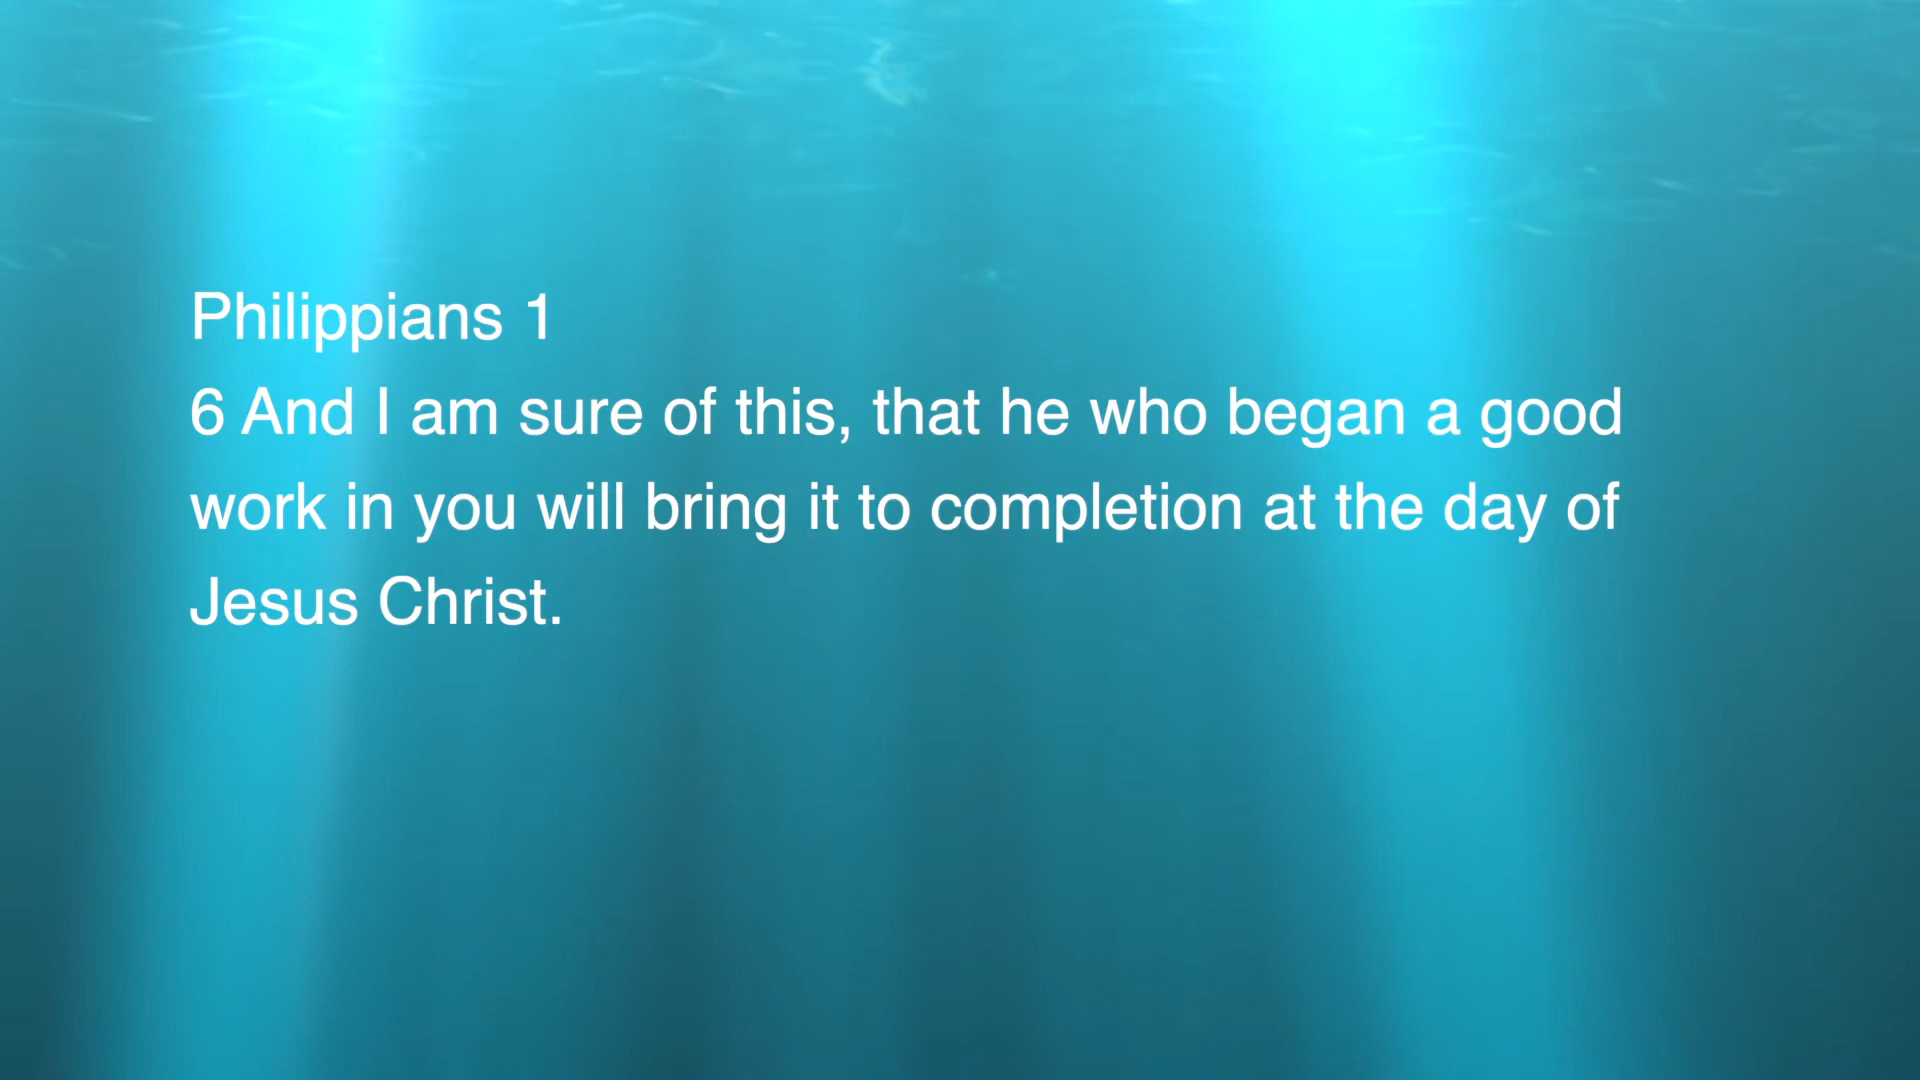 Philippians 1
6 And I am sure of this, that he who began a good
work in you will bring it to completion at the day of
Jesus Christ.